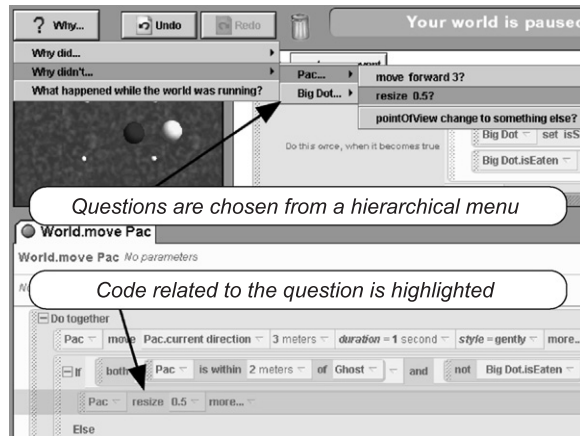 ? Why... Undo Redo Your world is paused
Why did...
Why didn't... Pac... move forward 3?
What happened while the world was running? Big Dot... resize 0.5?
pointOfView change to something else?
Big Dot set
Do this once, when it becomes true
Big Dot.isEaten
Questions are chosen from a hierarchical menu
World.move Pac
World.move Pac No parameters
Code related to the question is highlighted
Do together
Pac move Pac.current direction 3 meters duration = 1 second style = gently more...
If both Pac is within 2 meters of Ghost and not Big Dot.isEaten
Pac resize 0.5 more...
Else